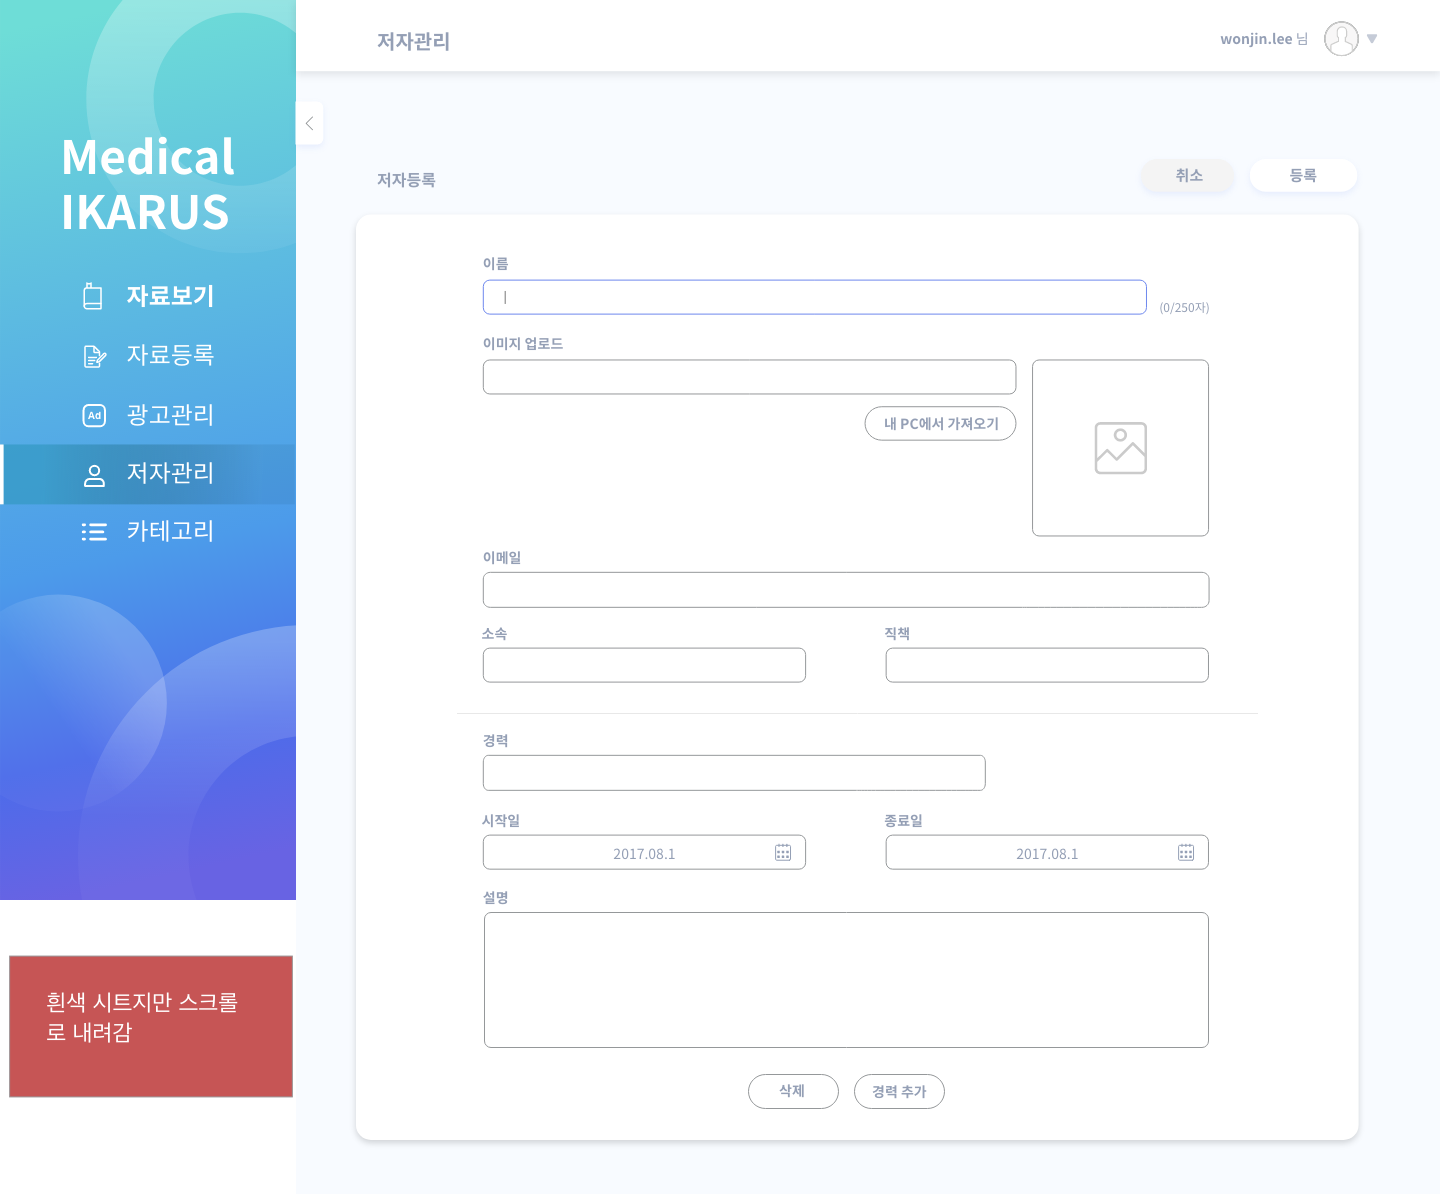 저자관리
wonjin.lee 님
Medical
IKARUS
자료보기
자료등록
Ad
광고관리
저자관리
카테고리
흰색 시트지만 스크롤
로 내려감
저자등록
취소
등록
이름
(0/250자)
이미지 업로드
내 PC에서 가져오기
이메일
소속
직책
경력
시작일
종료일
2017.08.1
2017.08.1
설명
삭제
경력 추가